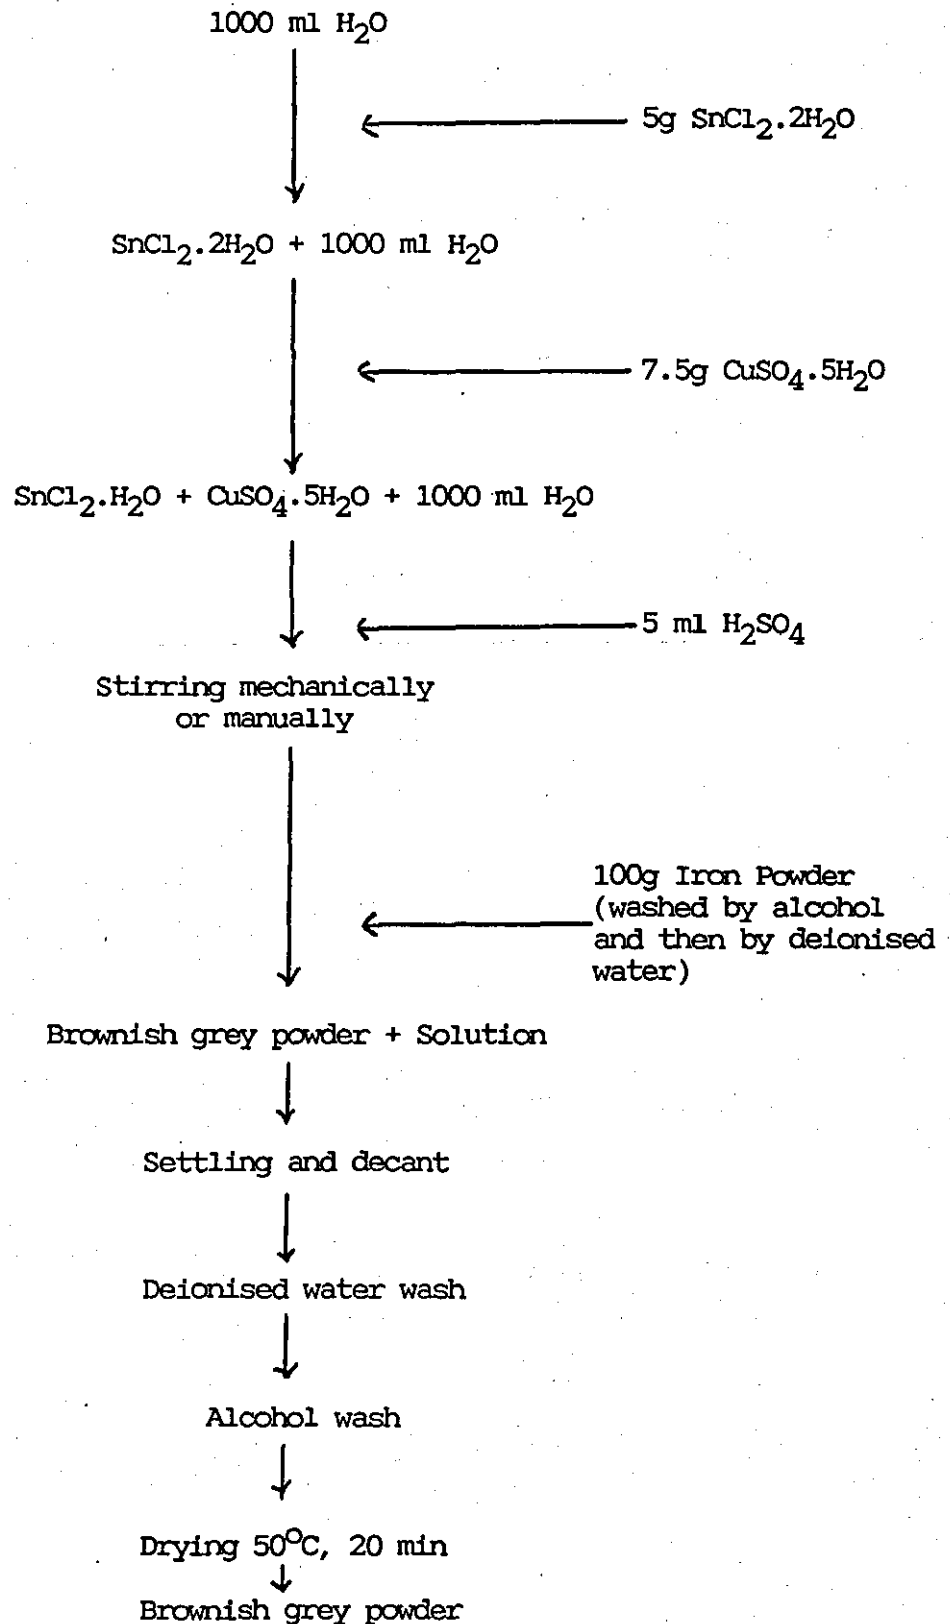 1000 ml H₂O
5g SnCl₂.2H₂O
SnCl₂.2H₂O + 1000 ml H₂O
7.5g CuSO₄.5H₂O
SnCl₂.H₂O + CuSO₄.5H₂O + 1000 ml H₂O
5 ml H₂SO₄
Stirring mechanically
or manually
100g Iron Powder
(washed by alcohol
and then by deionised
water)
Brownish grey powder + Solution
Settling and decant
Deionised water wash
Alcohol wash
Drying 50°C, 20 min
Brownish grey powder